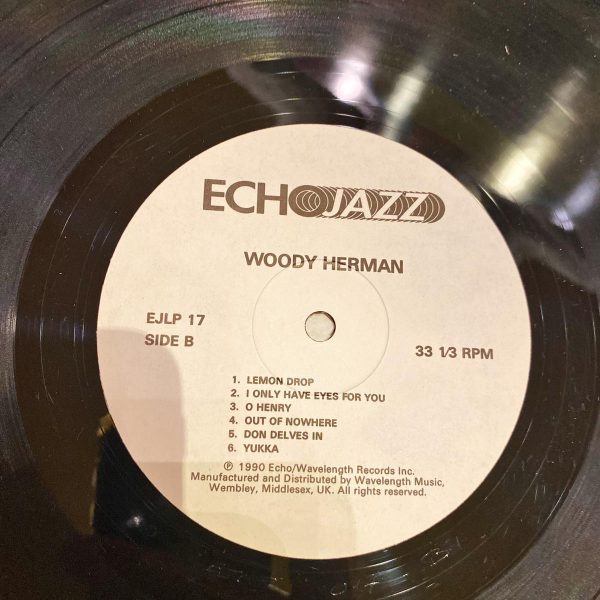 ECHO JAZZ
WOODY HERMAN
EJLP 17
SIDE B
33 1/3 RPM
1. LEMON DROP
2. I ONLY HAVE EYES FOR YOU
3. O HENRY
4. OUT OF NOWHERE
5. DON DELVES IN
6. YUKKA
℗ 1990 Echo/Wavelength Records Inc.
Manufactured and Distributed by Wavelength Music,
Wembley, Middlesex, UK. All rights reserved.